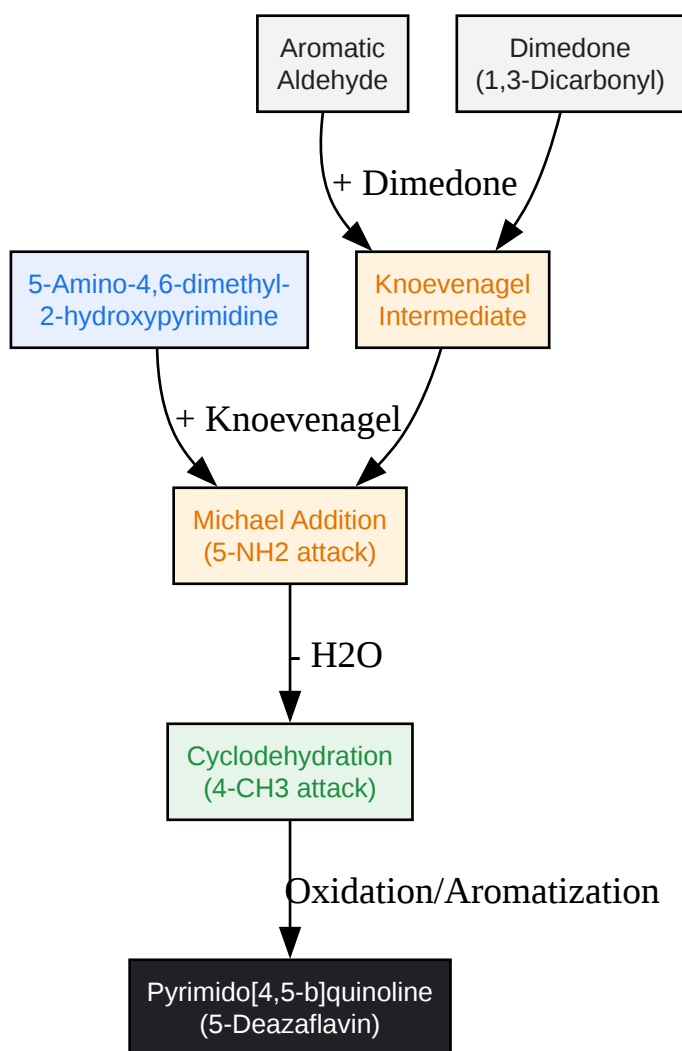 Aromatic
Aldehyde
Dimedone
(1,3-Dicarbonyl)
+ Dimedone
5-Amino-4,6-dimethyl-
2-hydroxypyrimidine
Knoevenagel
Intermediate
+ Knoevenagel
Michael Addition
(5-NH2 attack)
- H2O
Cyclodehydration
(4-CH3 attack)
Oxidation/Aromatization
Pyrimido[4,5-b]quinoline
(5-Deazaflavin)